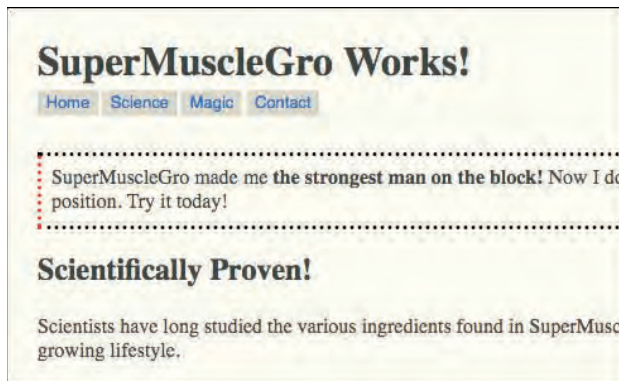 SuperMuscleGro Works!
Home Science Magic Contact
SuperMuscleGro made me the strongest man on the block! Now I do
position. Try it today!
Scientifically Proven!
Scientists have long studied the various ingredients found in SuperMusc
growing lifestyle.